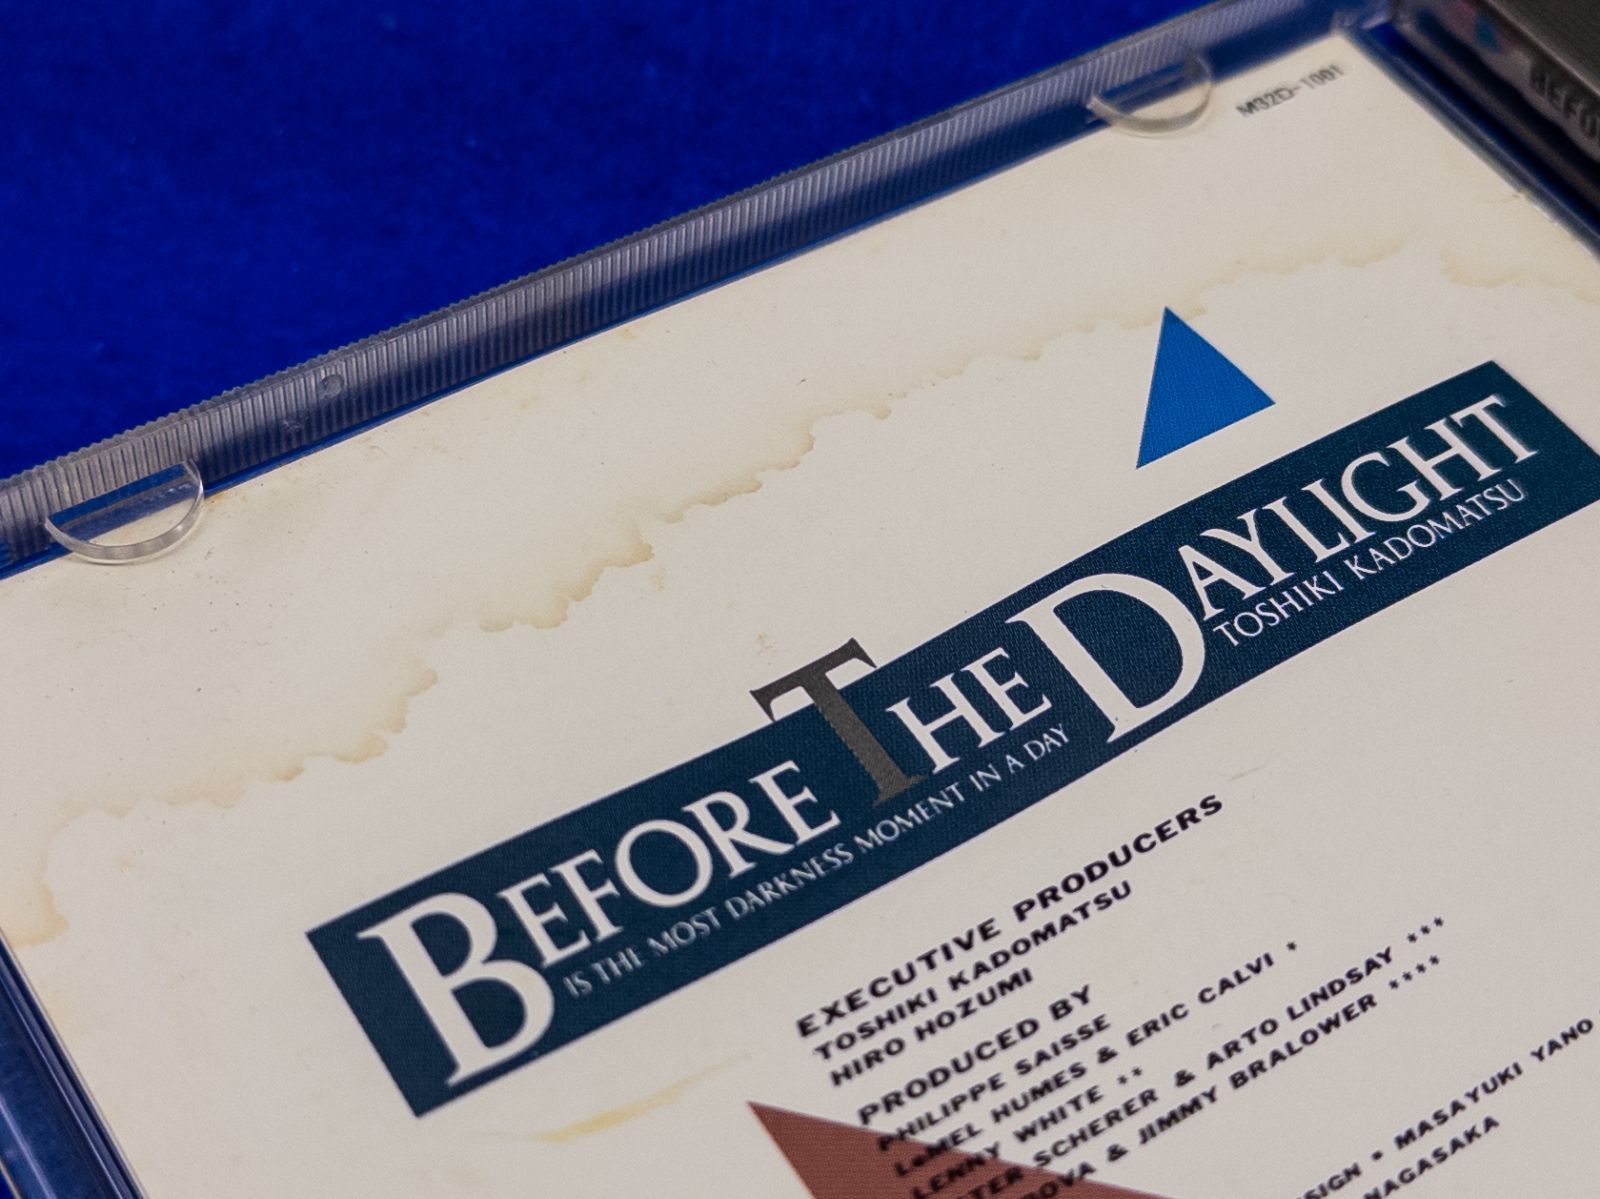 M32D-1001
BEFORE THE DAYLIGHT
TOSHIKI KADOMATSU
IS THE MOST DARKNESS MOMENT IN A DAY
EXECUTIVE PRODUCERS
TOSHIKI KADOMATSU
HIRO HOZUMI
PRODUCED BY
PHILIPPE SAISSE
LeMEL HUMES & ERIC CALVI *
LENNY WHITE **
SCHERER & ARTO LINDSAY ***
& JIMMY BRALOWER ****
MASAYUKI YANO
NAGASAKA